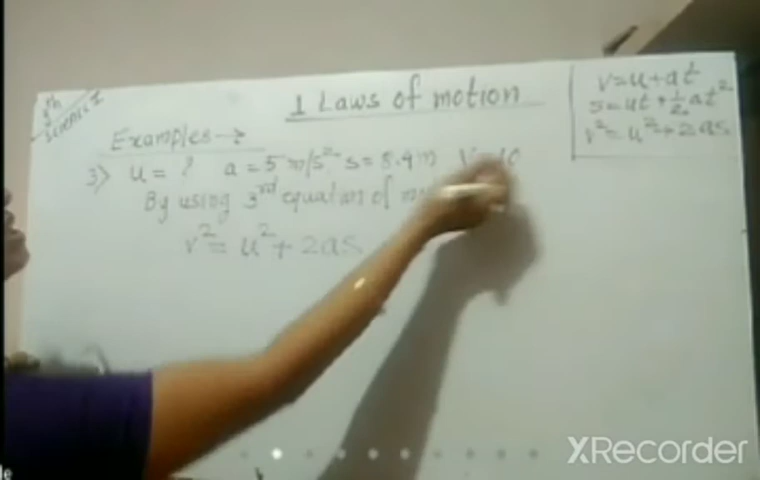 9th
Science I
1 Laws of motion
v=u+at
s=ut+½at²
v²=u²+2as
Examples→
3) u = ? a = 5 m/s² s = 5.4m
By using 3rd equation of
v² = u² + 2as
XRecorder